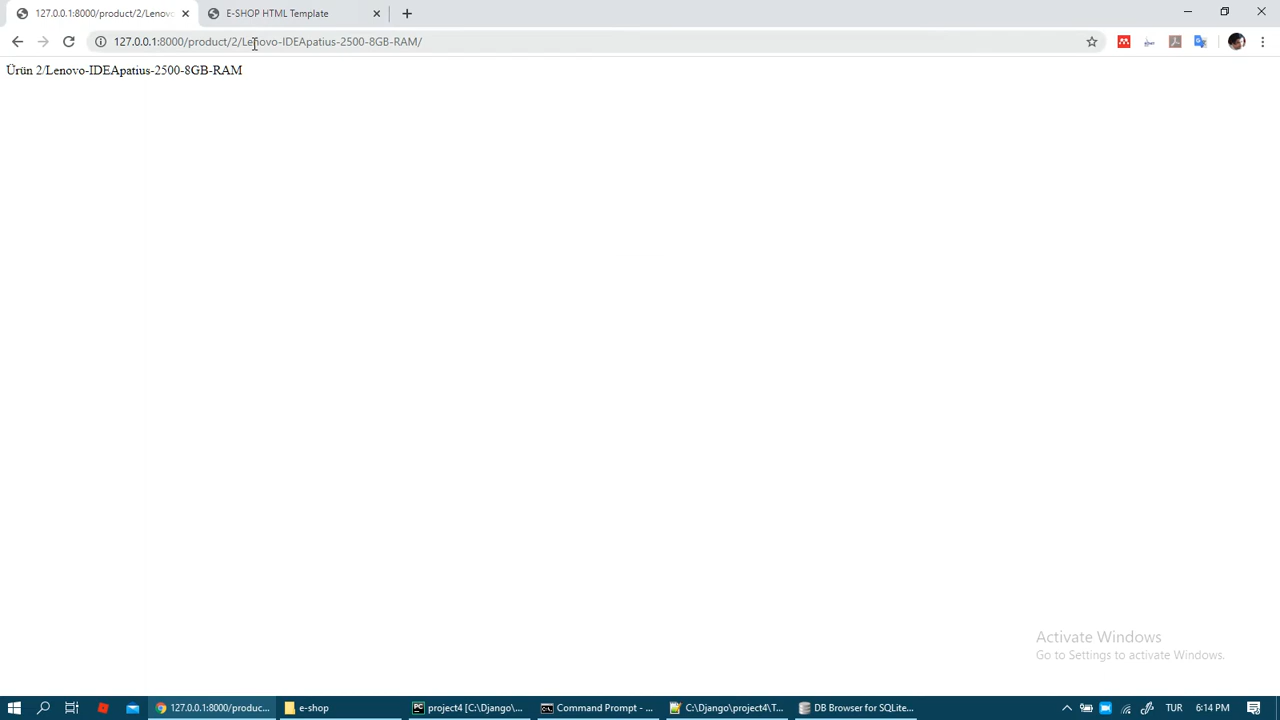 127.0.0.1:8000/product/2/Lenovo
E-SHOP HTML Template
127.0.0.1:8000/product/2/Lenovo-IDEApatius-2500-8GB-RAM/
Ürün 2/Lenovo-IDEApatius-2500-8GB-RAM
Activate Windows
Go to Settings to activate Windows.
127.0.0.1:8000/produc...
e-shop
project4 [C:\Django\...
Command Prompt - ...
C:\Django\project4\T...
DB Browser for SQLite...
TUR
6:14 PM